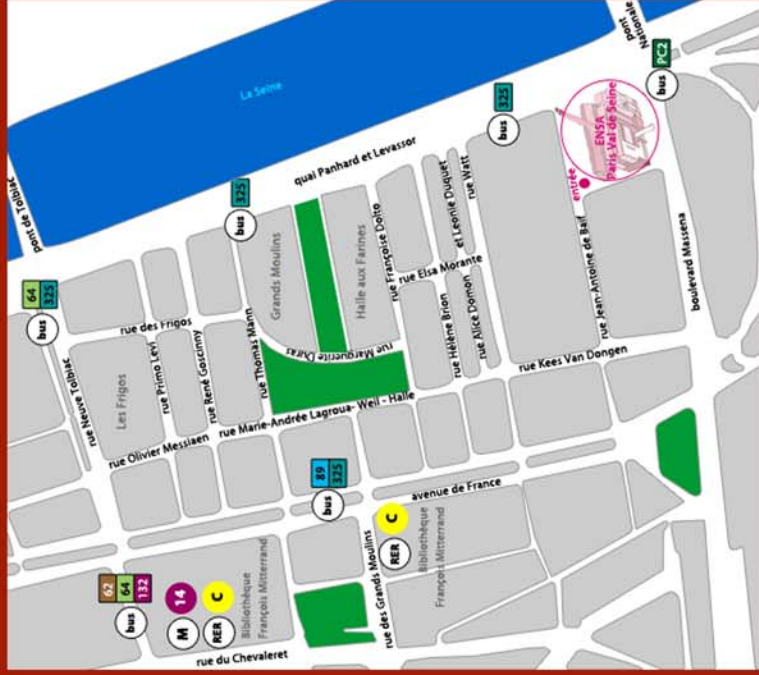 pont
Nationale
PC2
bus
La Seine
ENSA
Paris Val de Seine
entrée
pont de Tolbiac
325
bus
quai Panhard et Levassor
325
bus
64
325
bus
Grands Moulins
Halle aux Farines
rue Françoise Dolto
et Leonie Duquet
rue Watt
rue Elsa Morante
rue Jean-Antoine de Baïf
boulevard Massena
rue des Frigos
rue Thomas Mann
rue Marguerite Duras
rue Hélène Brion
rue Alice Domon
rue Neuve Tolbiac
Les Frigos
rue Primo Levi
rue René Goscinny
rue Kees Van Dongen
rue Olivier Messiaen
rue Marie-Andrée Lagroua- Weil - Halle
89
325
bus
avenue de France
62
64
132
bus
M
14
RER
C
Bibliothèque
François Mitterrand
rue des Grands Moulins
RER
C
Bibliothèque
François Mitterrand
rue du Chevaleret